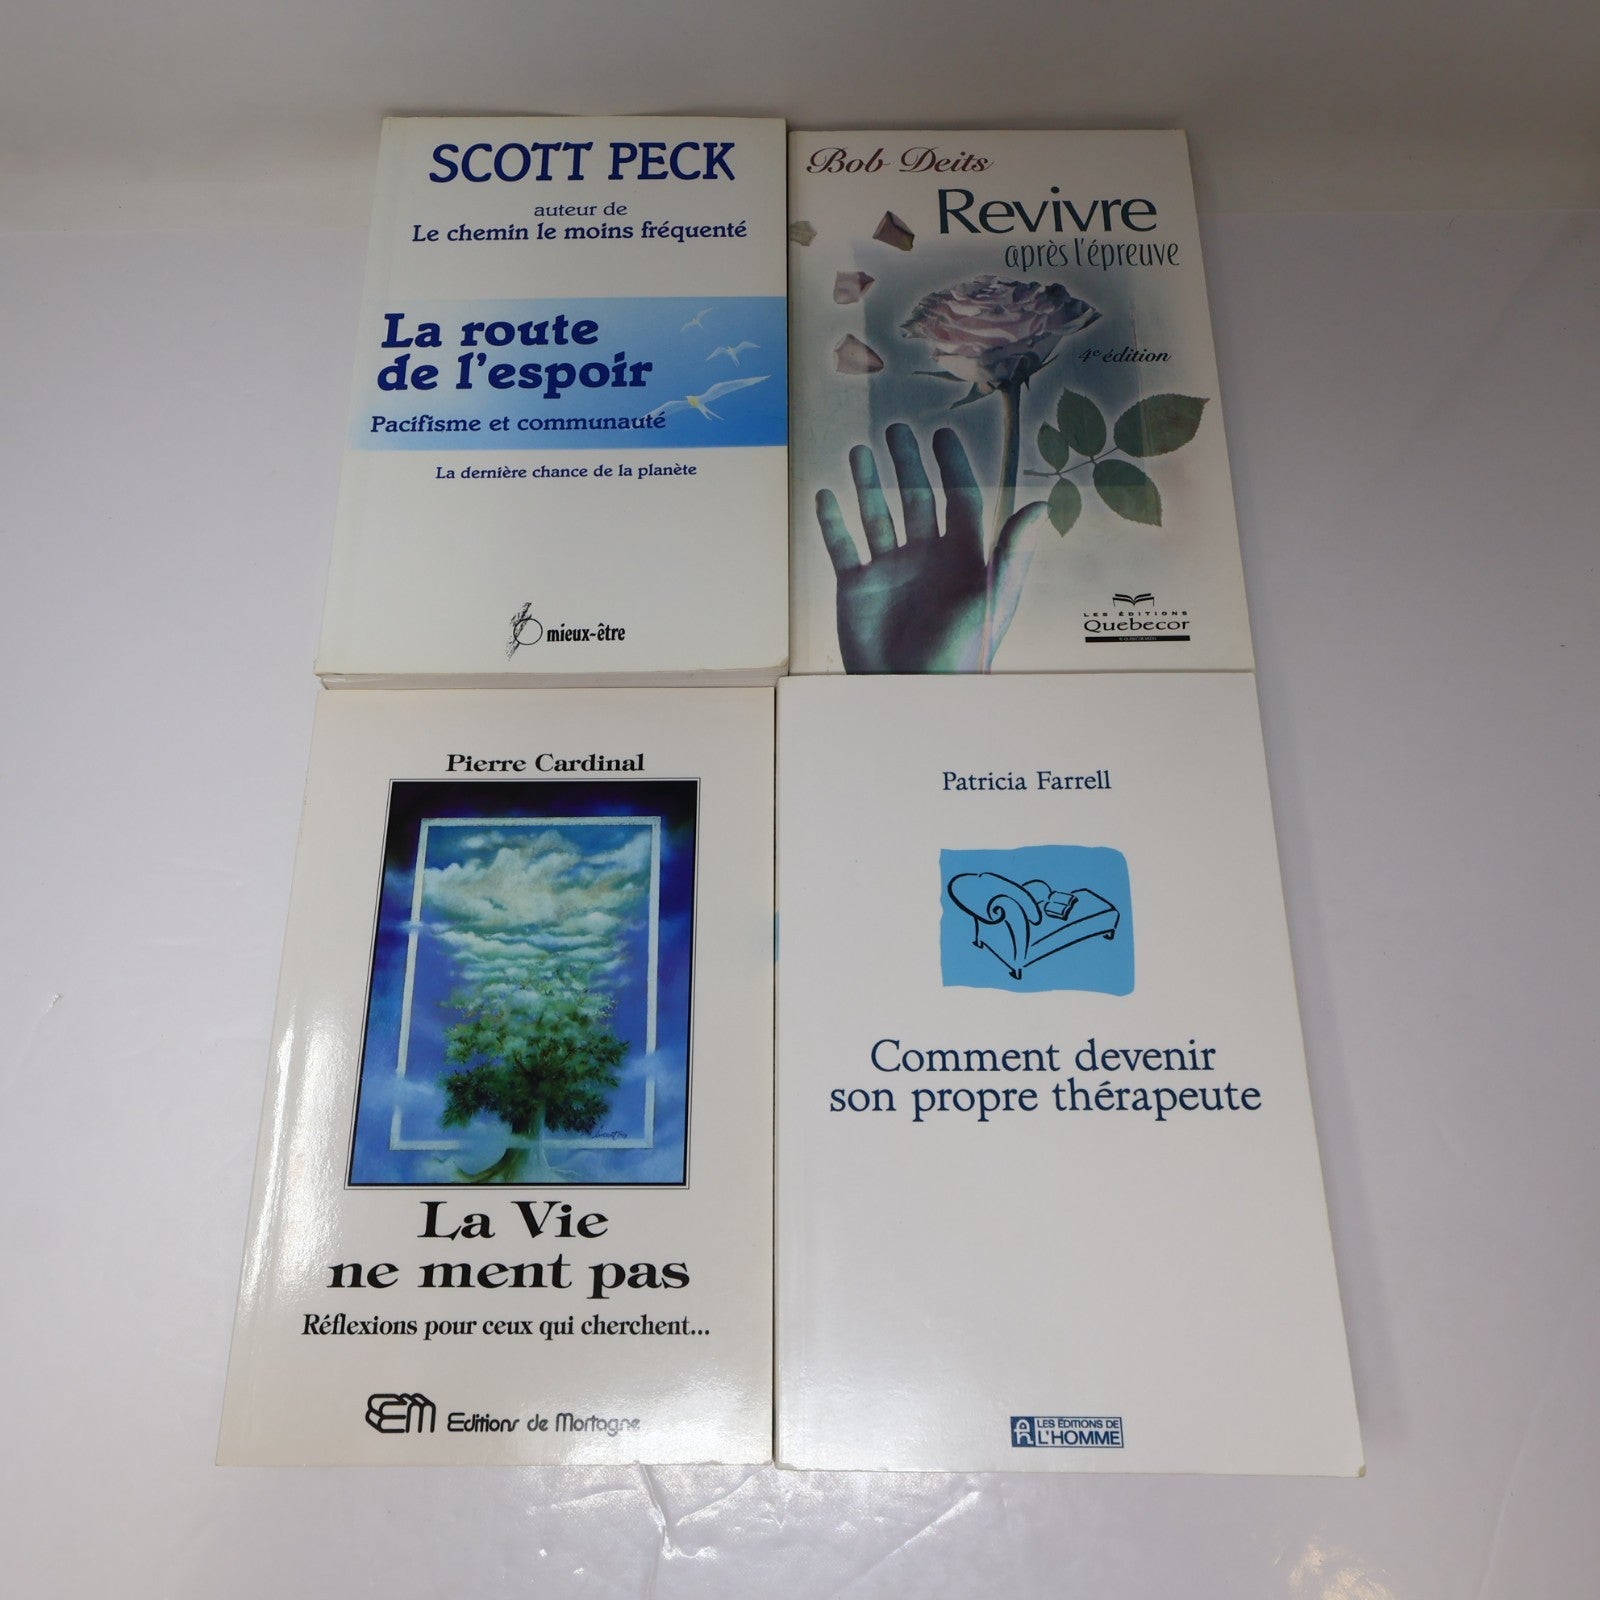 SCOTT PECK
auteur de
Le chemin le moins fréquenté
La route
de l'espoir
Pacifisme et communauté
La dernière chance de la planète
mieux-être
Bob Deits
Revivre
après l'épreuve
4e édition
LES ÉDITIONS
Quebecor
Pierre Cardinal
La Vie
ne ment pas
Réflexions pour ceux qui cherchent...
EM Éditions de Mortagne
Patricia Farrell
Comment devenir
son propre thérapeute
LES ÉDITIONS DE
L'HOMME